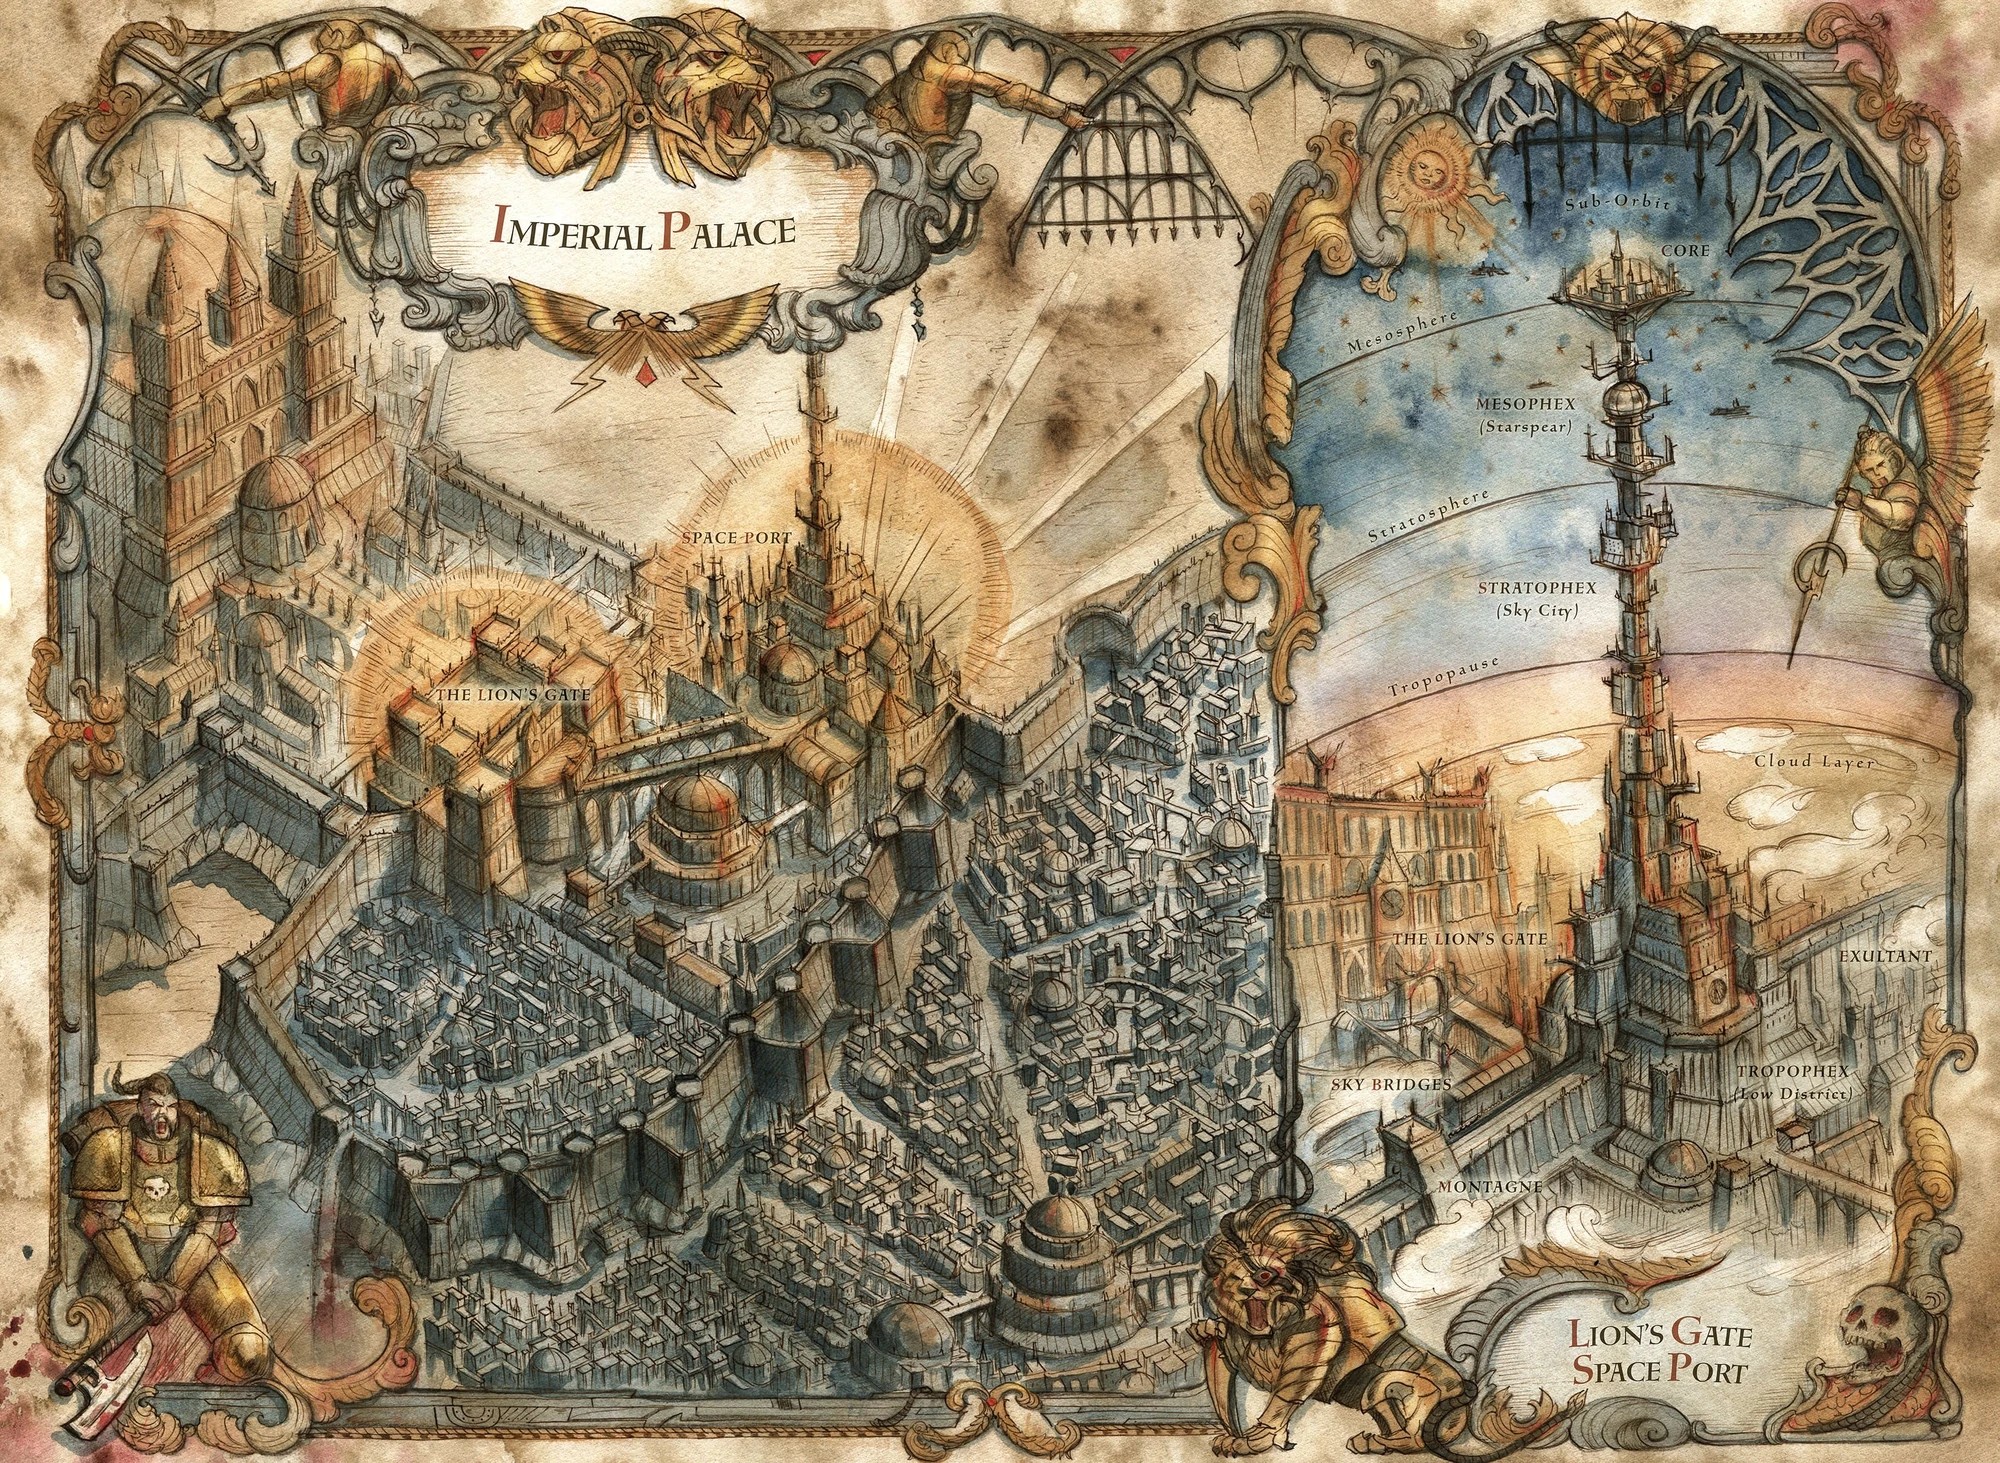 IMPERIAL PALACE
SPACE PORT
THE LION'S GATE
Sub-Orbit
CORE
Mesosphere
MESOPHEX
(Starspear)
Stratosphere
STRATOPHEX
(Sky City)
Tropopause
Cloud Layer
THE LION'S GATE
EXULTANT
SKY BRIDGES
TROPOPHEX
(Low District)
MONTAGNE
LION'S GATE
SPACE PORT